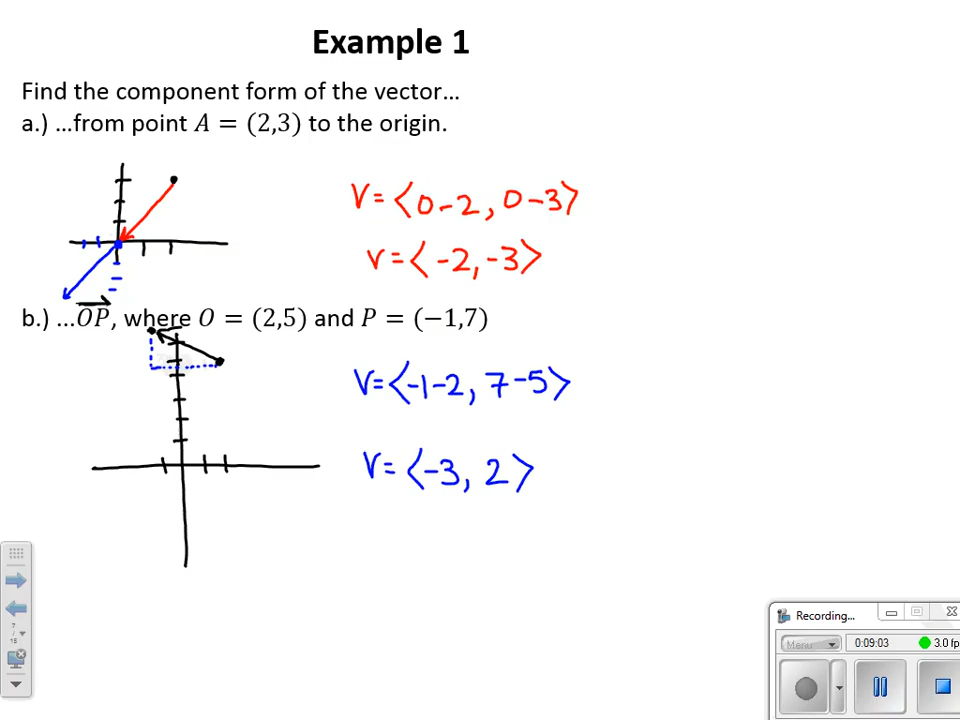 Example 1
Find the component form of the vector…
a.) …from point A = (2,3) to the origin.
V = ⟨0-2, 0-3⟩
V = ⟨-2, -3⟩
b.) …OP, where O = (2,5) and P = (−1,7)
V = ⟨-1-2, 7-5⟩
V = ⟨-3, 2⟩
?
/
15
Recording...
Menu
0:09:03
3.0 fp